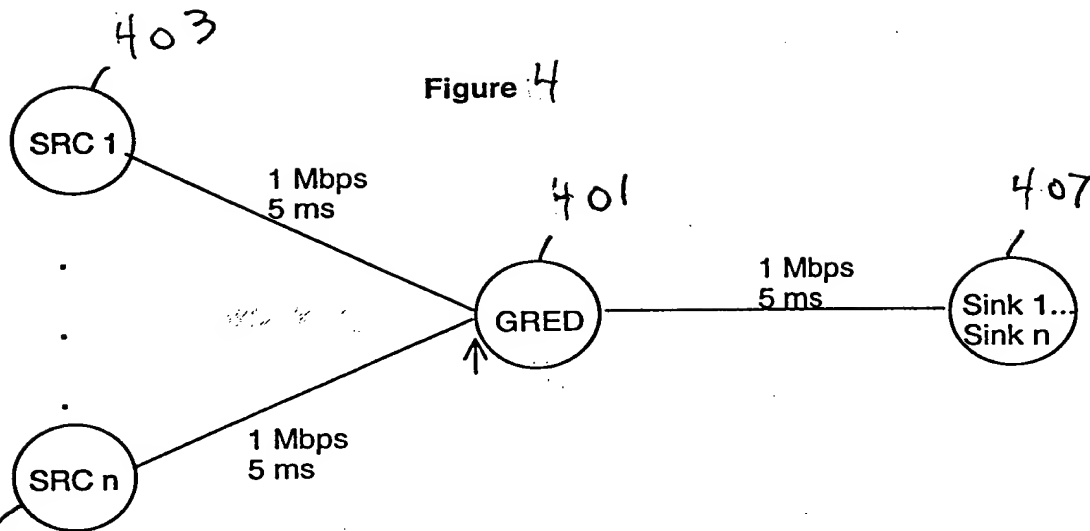 403
Figure 4
SRC 1
1 Mbps
5 ms
401
407
1 Mbps
5 ms
GRED
Sink 1...
Sink n
1 Mbps
5 ms
SRC n